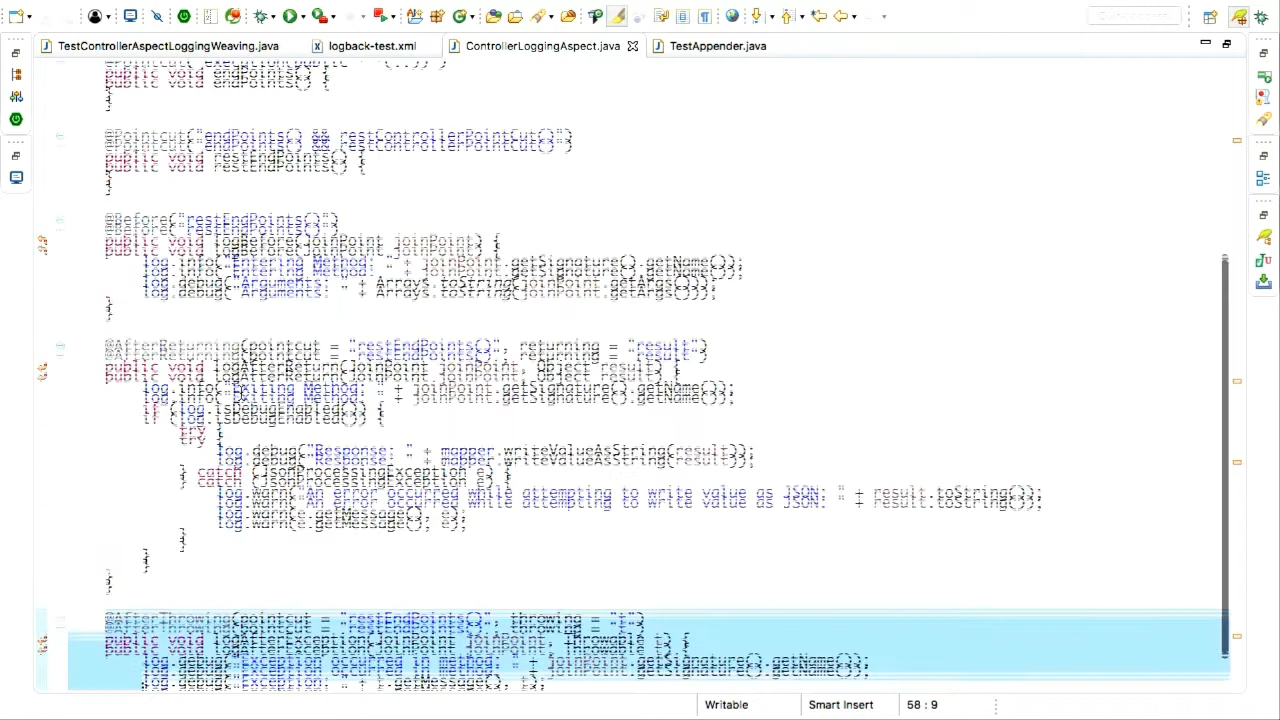 TestControllerAspectLoggingWeaving.java
logback-test.xml
ControllerLoggingAspect.java
TestAppender.java
public void endPoints() {
}
@Pointcut("endPoints() && restControllerPointCut()")
public void restEndPoints() {
}
@Before("restEndPoints()")
public void logBefore(JoinPoint joinPoint) {
log.info("Entering Method: " + joinPoint.getSignature().getName());
log.debug("Arguments: " + Arrays.toString(joinPoint.getArgs()));
}
@AfterReturning(pointcut = "restEndPoints()", returning = "result")
public void logAfterReturn(JoinPoint joinPoint, Object result) {
log.info("Exiting Method: " + joinPoint.getSignature().getName());
if (log.isDebugEnabled()) {
try {
log.debug("Response: " + mapper.writeValueAsString(result));
} catch (JsonProcessingException e) {
log.warn("An error occurred while attempting to write value as JSON: " + result.toString());
log.warn(e.getMessage(), e);
}
}
}
@AfterThrowing(pointcut = "restEndPoints()", throwing = "t")
public void logAfterException(JoinPoint joinPoint, Throwable t) {
log.debug("Exception occurred in method: " + joinPoint.getSignature().getName());
log.debug("Exception: " + t.getMessage(), t);
Writable
Smart Insert
58 : 9